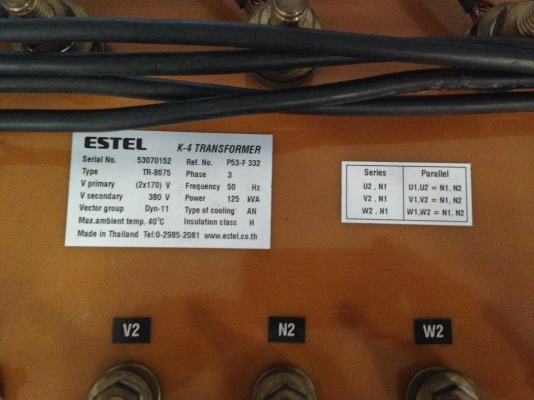 ESTEL K-4 TRANSFORMER
Serial No. 53070152 Ref. No. P53-F 332
Type TR-8675 Phase 3
V primary (2x170) V Frequency 50 Hz
V secondary 380 V Power 125 kVA
Vector group Dyn-11 Type of cooling AN
Max.ambient temp. 40°C Insulation class H
Made in Thailand Tel:0-2985-2081 www.estel.co.th
Series Parallel
U2 , N1 U1,U2 = N1, N2
V2 , N1 V1,V2 = N1, N2
W2 , N1 W1,W2 = N1, N2
V2
N2
W2